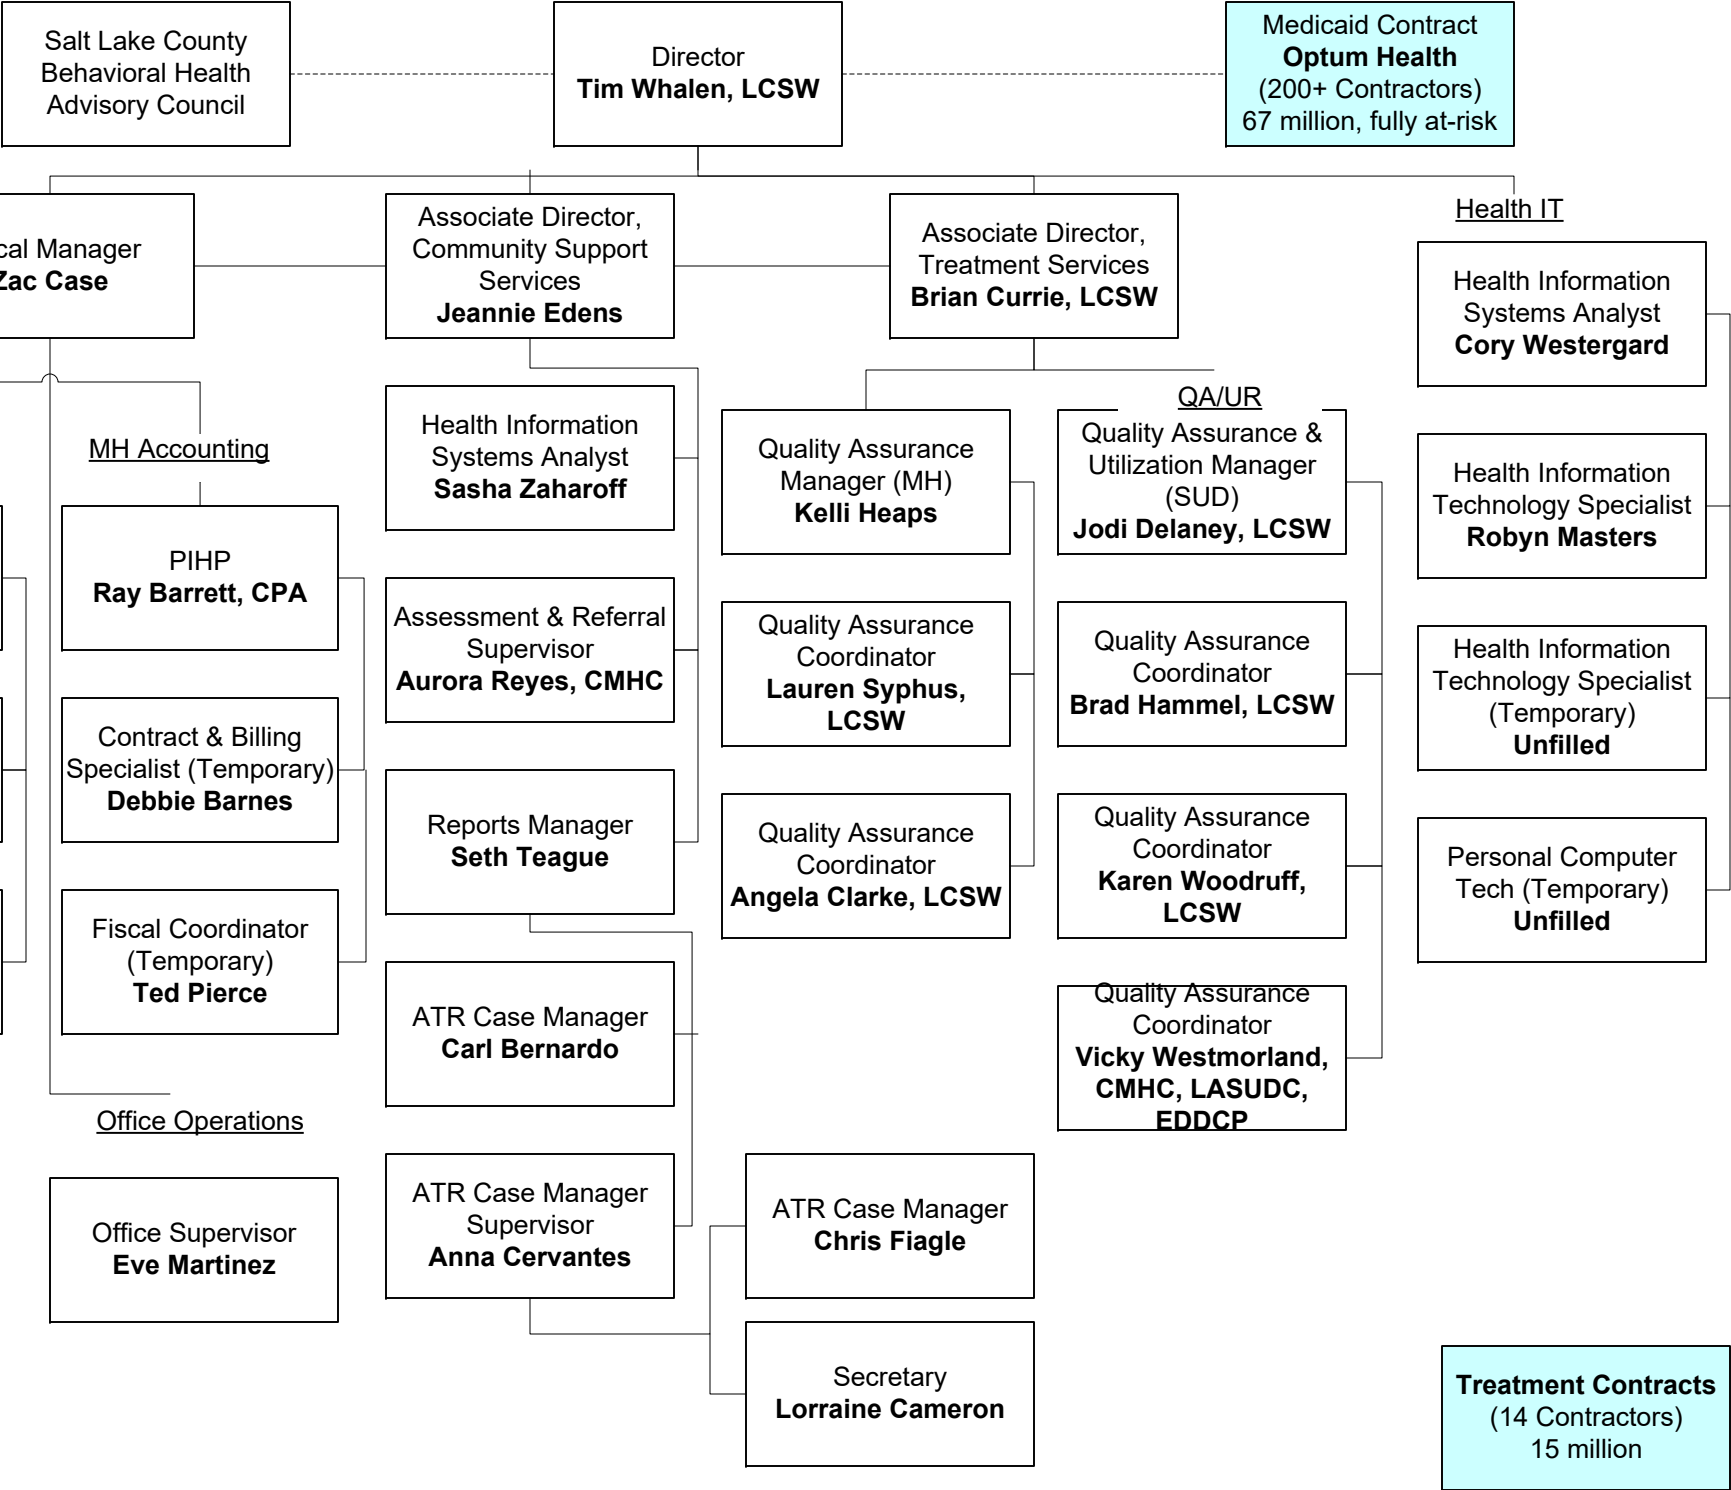 Salt Lake County
Behavioral Health
Advisory Council
Director
Tim Whalen, LCSW
Medicaid Contract
Optum Health
(200+ Contractors)
67 million, fully at-risk
cal Manager
Zac Case
Associate Director,
Community Support
Services
Jeannie Edens
Associate Director,
Treatment Services
Brian Currie, LCSW
Health IT
Health Information
Systems Analyst
Cory Westergard
MH Accounting
Health Information
Systems Analyst
Sasha Zaharoff
Quality Assurance
Manager (MH)
Kelli Heaps
QA/UR
Quality Assurance &
Utilization Manager
(SUD)
Jodi Delaney, LCSW
Health Information
Technology Specialist
Robyn Masters
PIHP
Ray Barrett, CPA
Assessment & Referral
Supervisor
Aurora Reyes, CMHC
Quality Assurance
Coordinator
Lauren Syphus,
LCSW
Quality Assurance
Coordinator
Brad Hammel, LCSW
Health Information
Technology Specialist
(Temporary)
Unfilled
Contract & Billing
Specialist (Temporary)
Debbie Barnes
Reports Manager
Seth Teague
Quality Assurance
Coordinator
Angela Clarke, LCSW
Quality Assurance
Coordinator
Karen Woodruff,
LCSW
Personal Computer
Tech (Temporary)
Unfilled
Fiscal Coordinator
(Temporary)
Ted Pierce
ATR Case Manager
Carl Bernardo
Quality Assurance
Coordinator
Vicky Westmorland,
CMHC, LASUDC,
EDDCP
Office Operations
Office Supervisor
Eve Martinez
ATR Case Manager
Supervisor
Anna Cervantes
ATR Case Manager
Chris Fiagle
Secretary
Lorraine Cameron
Treatment Contracts
(14 Contractors)
15 million